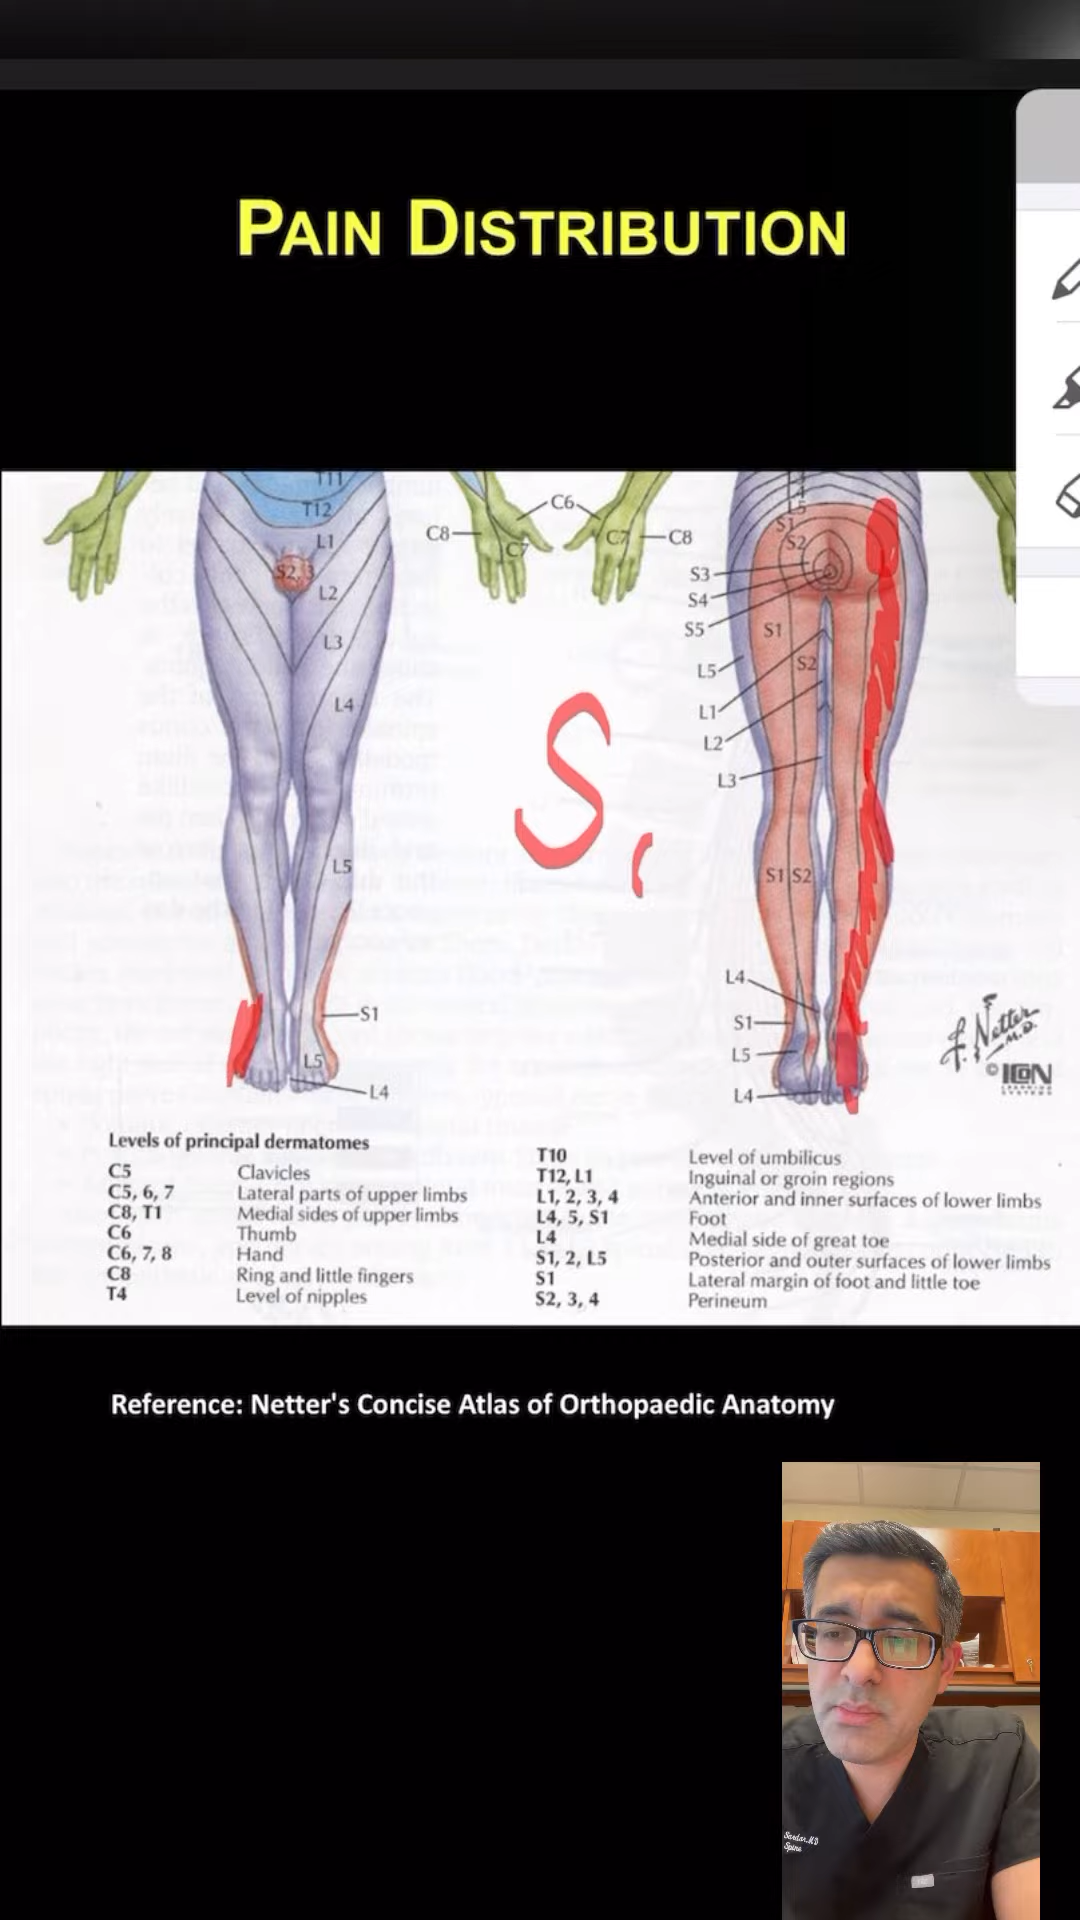 PAIN DISTRIBUTION
T11
T12
L1
S2, 3
L2
L3
L4
L5
S1
L5
L4
C6
C8
C7
C7
C8
L5
S1
S2
S3
S4
S5
S1
L5
S2
L1
L2
L3
S1 S2
L4
S1
L5
L4
S
F. Netter
M.D.
© ICON
LEARNING
SYSTEMS
Levels of principal dermatomes
C5 Clavicles
C5, 6, 7 Lateral parts of upper limbs
C8, T1 Medial sides of upper limbs
C6 Thumb
C6, 7, 8 Hand
C8 Ring and little fingers
T4 Level of nipples
T10 Level of umbilicus
T12, L1 Inguinal or groin regions
L1, 2, 3, 4 Anterior and inner surfaces of lower limbs
L4, 5, S1 Foot
L4 Medial side of great toe
S1, 2, L5 Posterior and outer surfaces of lower limbs
S1 Lateral margin of foot and little toe
S2, 3, 4 Perineum
Reference: Netter's Concise Atlas of Orthopaedic Anatomy
Sardar, MD
Spine